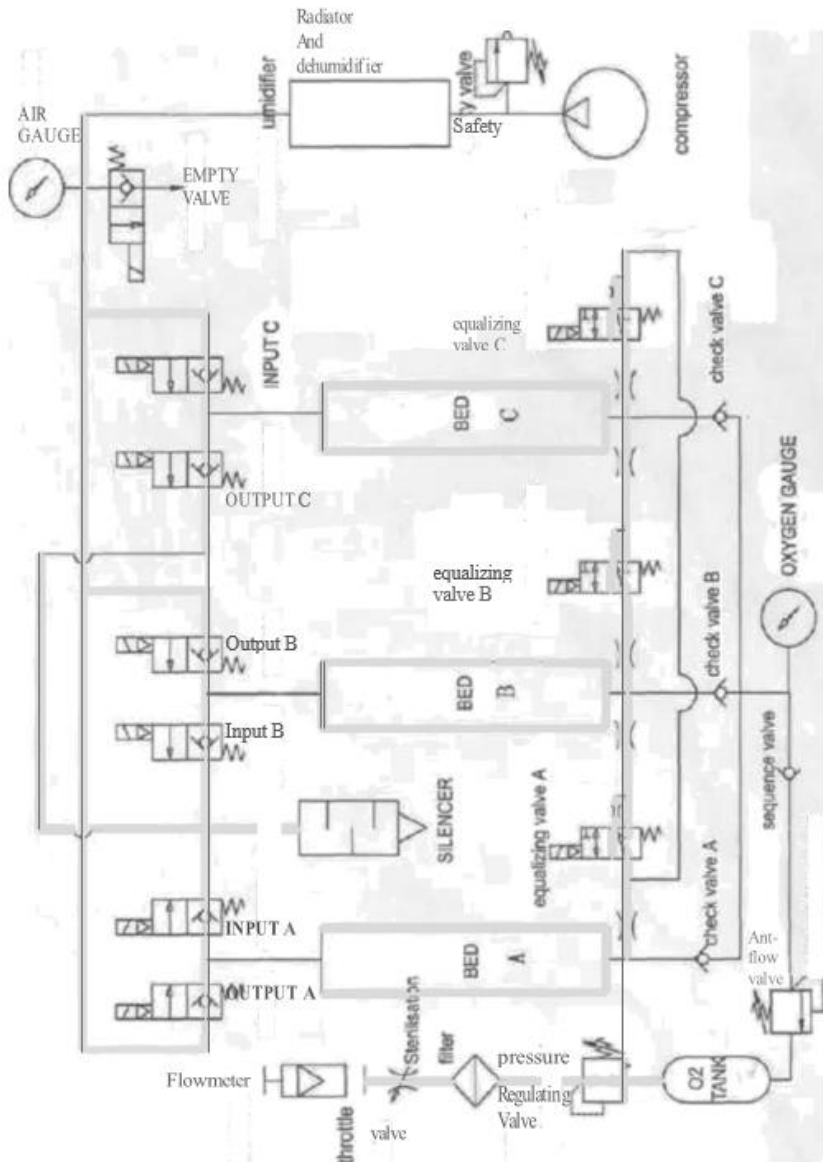 Radiator
And
dehumidifier
umidifier
ty valve
Safety
compressor
AIR
GAUGE
EMPTY
VALVE
INPUT C
equalizing
valve C
BED
C
check valve C
OUTPUT C
OXYGEN GAUGE
equalizing
valve B
Output B
BED
B
check valve B
Input B
sequence valve
SILENCER
equalizing valve A
check valve A
INPUT A
BED
A
OUTPUT A
Ant-
flow
valve
Sterilisation
filter
pressure
Regulating
Valve
Flowmeter
valve
throttle
O2
TANK